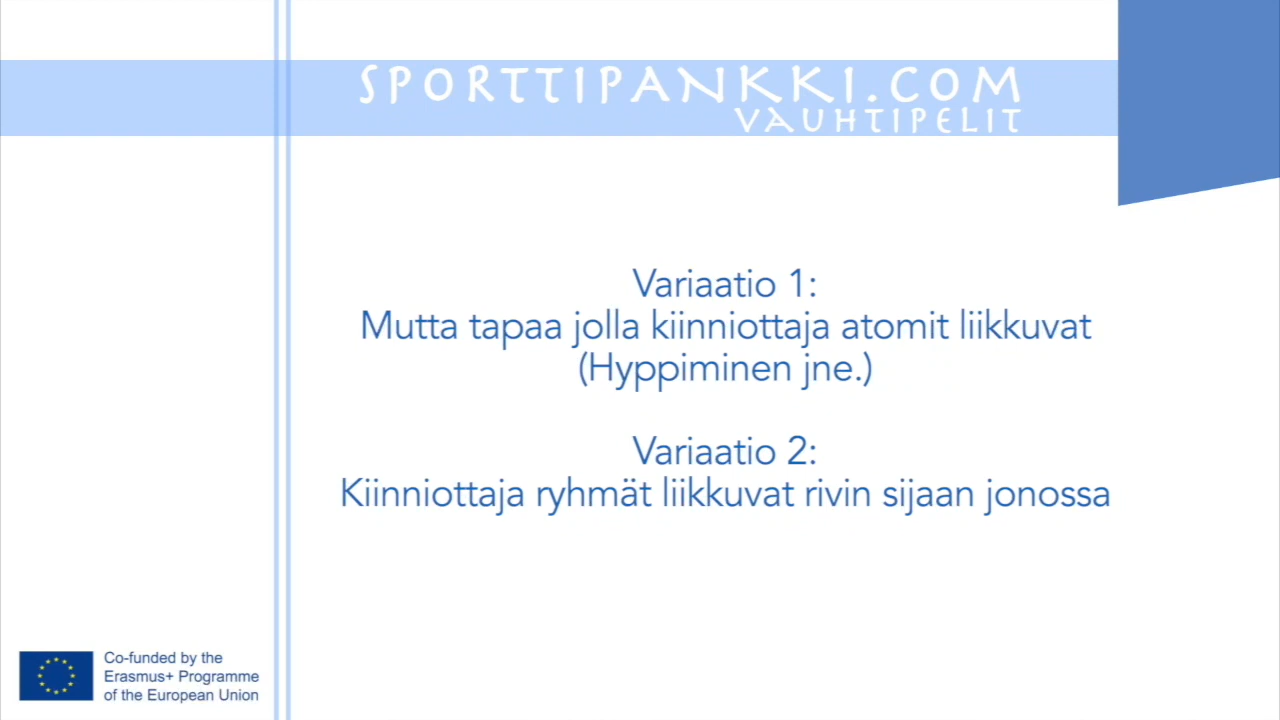 SPORTTIPANKKI.COM
VAUHTIPELIT
Variaatio 1:
Mutta tapaa jolla kiinniottaja atomit liikkuvat
(Hyppiminen jne.)
Variaatio 2:
Kiinniottaja ryhmät liikkuvat rivin sijaan jonossa
Co-funded by the
Erasmus+ Programme
of the European Union